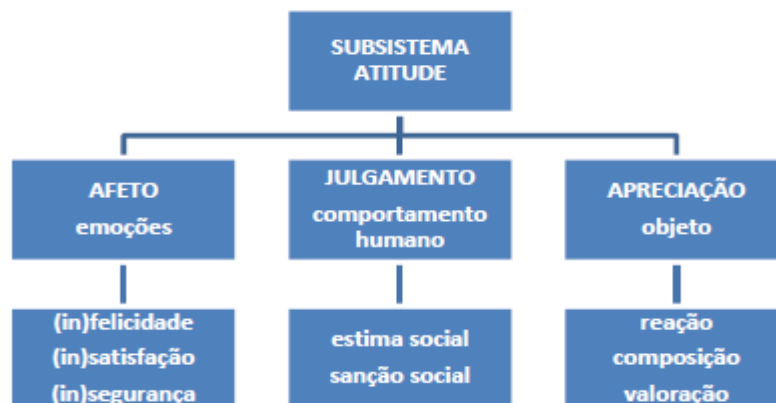 SUBSISTEMA
ATITUDE
AFETO
emoções
JULGAMENTO
comportamento
humano
APRECIAÇÃO
objeto
(in)felicidade
(in)satisfação
(in)segurança
estima social
sanção social
reação
composição
valoração